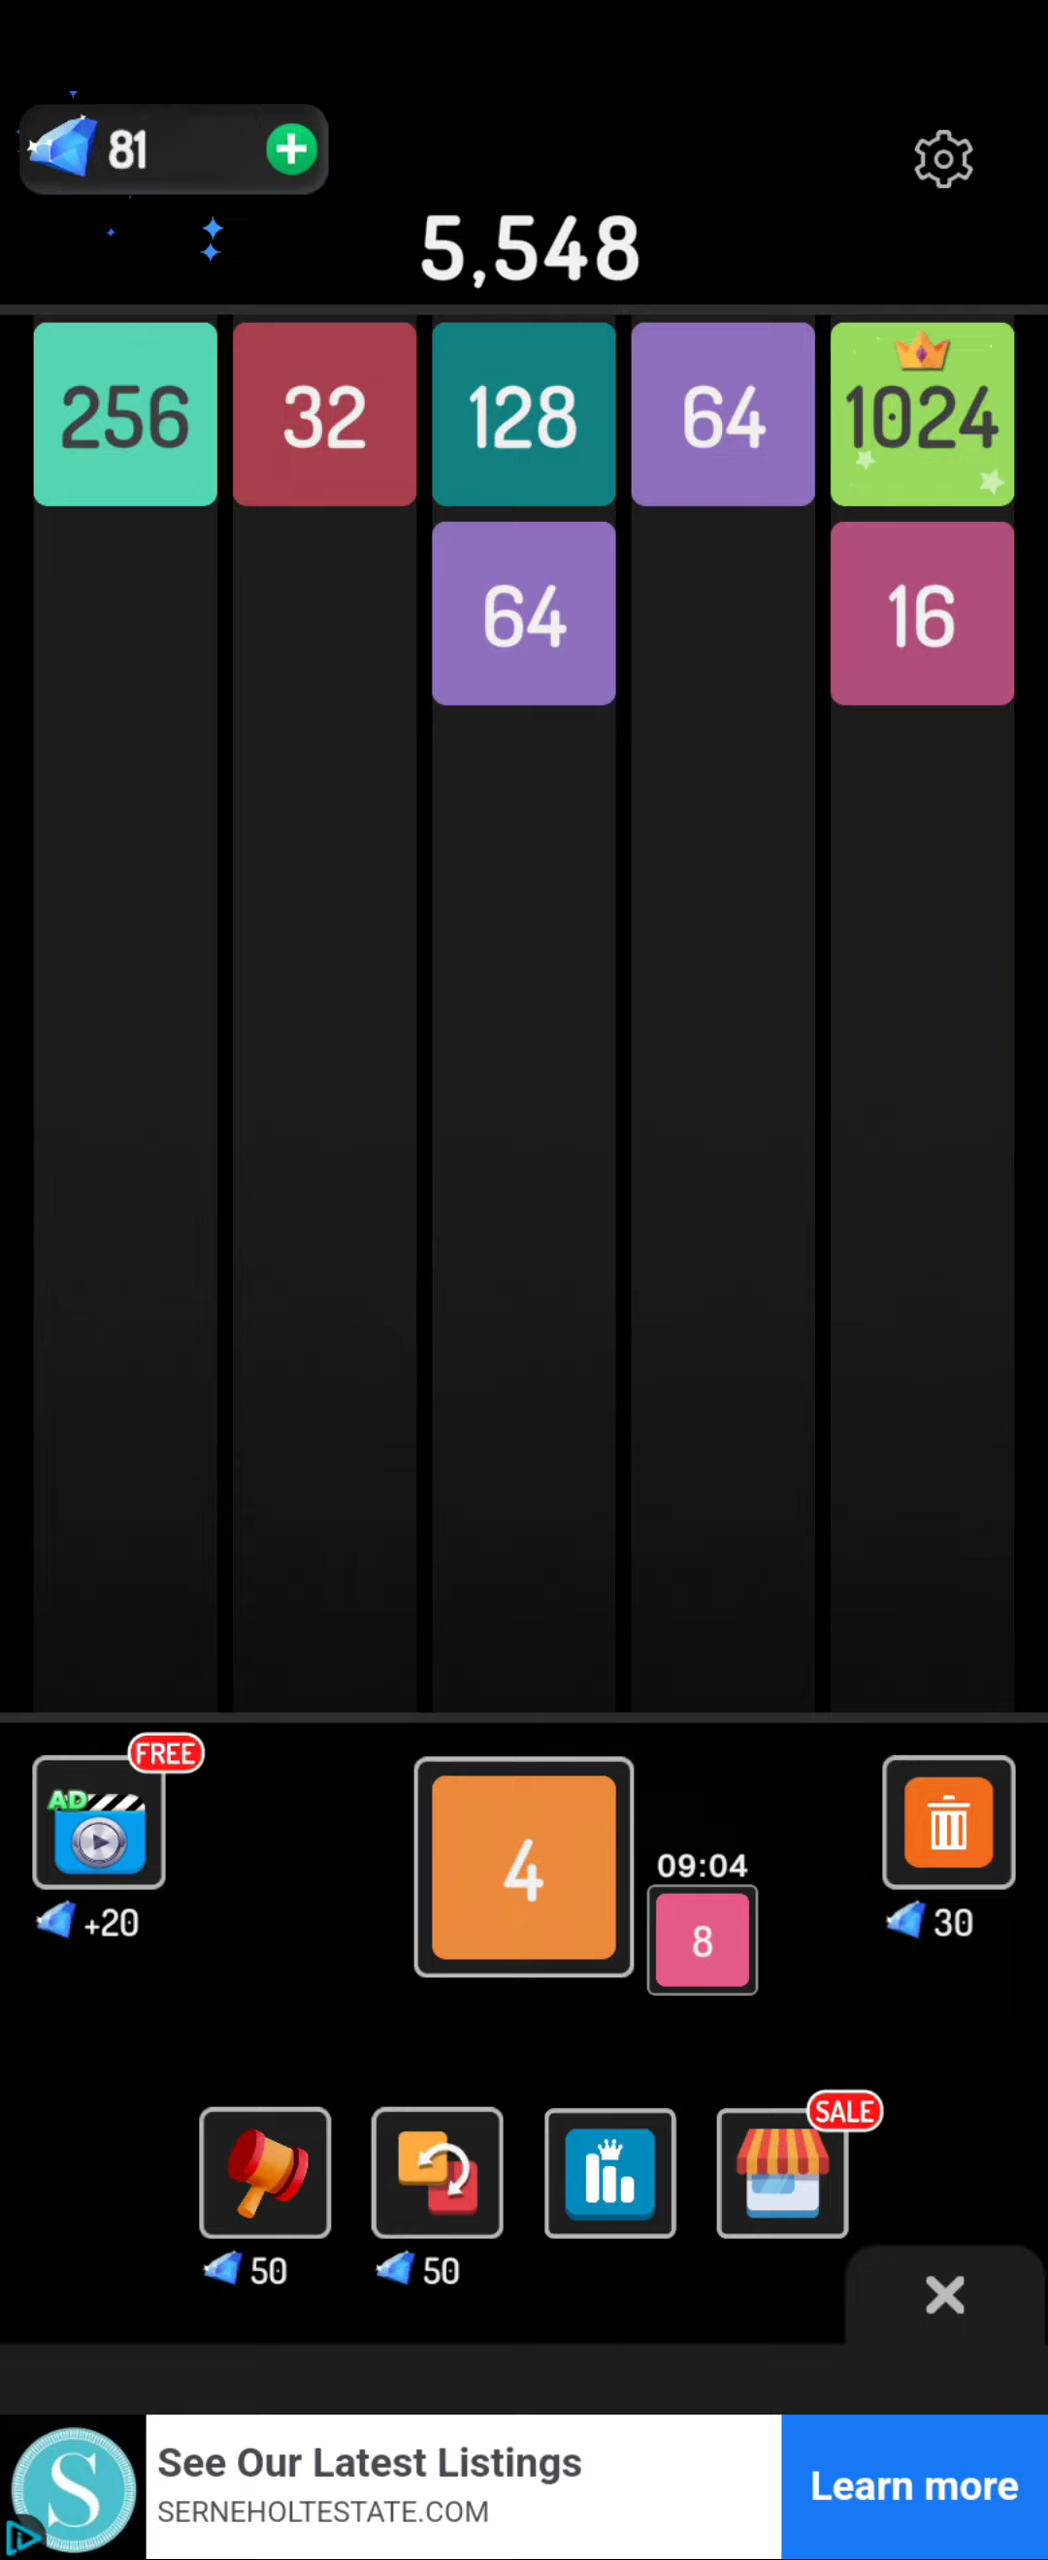 81
5,548
256 32 128 64 1024
64 16
FREE
AD
+20
4
09:04
8
30
SALE
50 50
S
See Our Latest Listings
SERNEHOLTESTATE.COM
Learn more